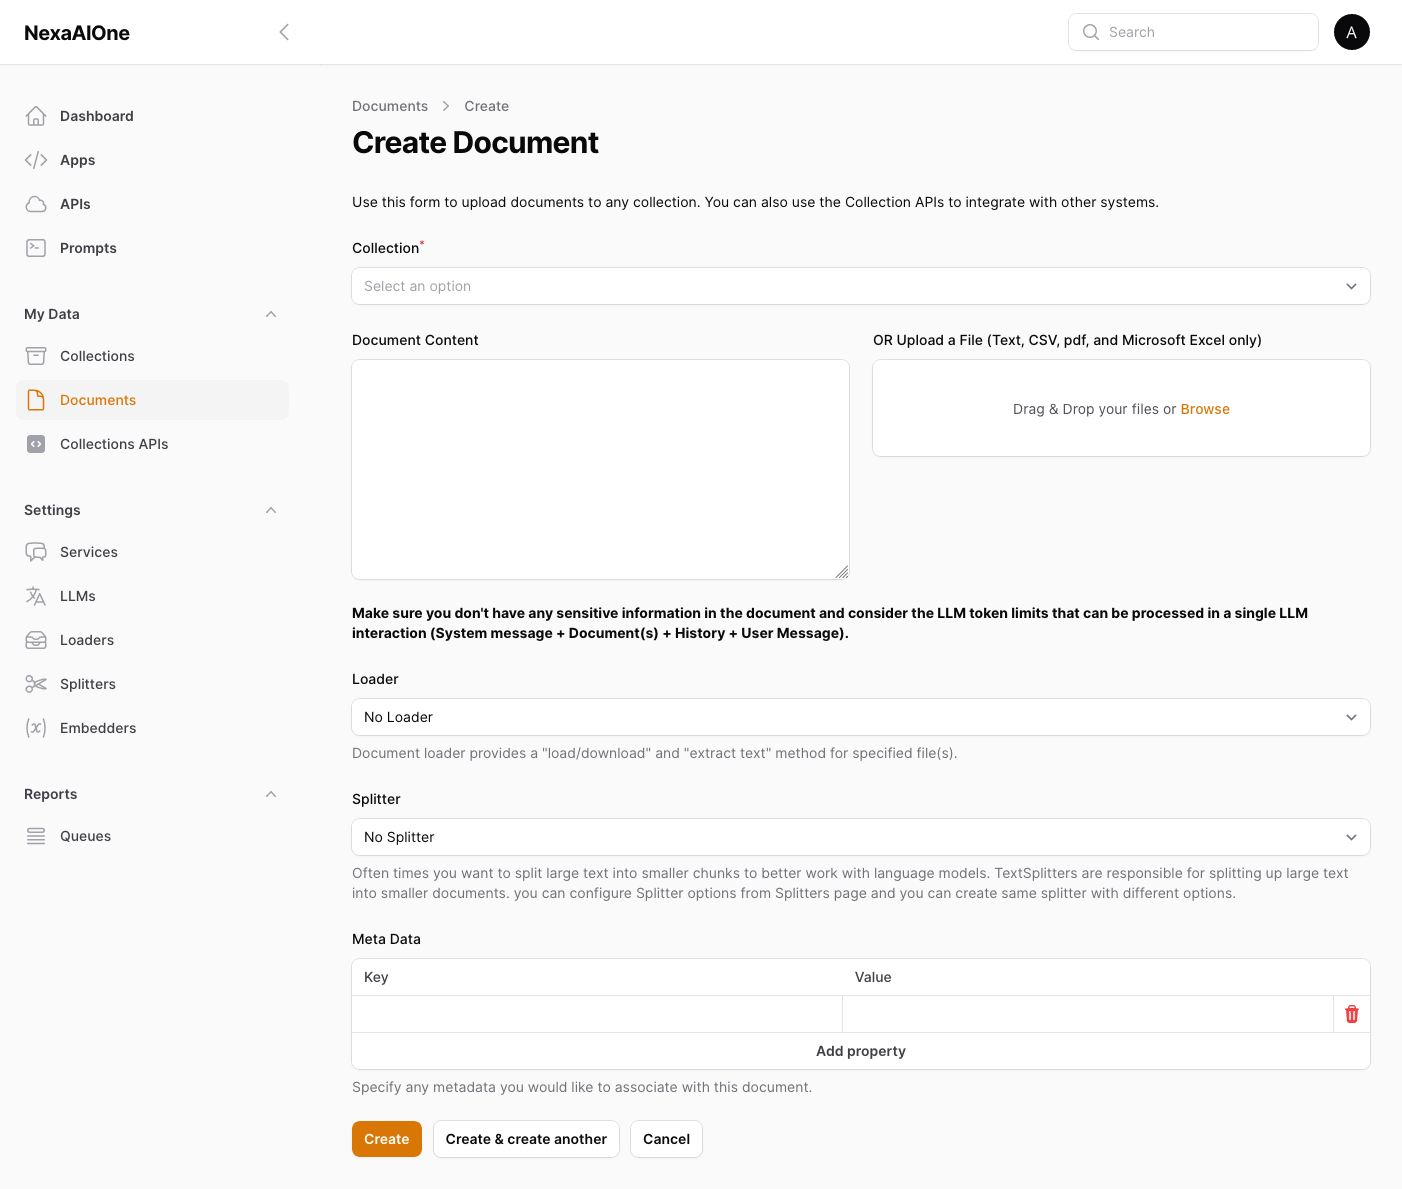 NexaAIOne
Search
A
Dashboard
Apps
APIs
Prompts
My Data
Collections
Documents
Collections APIs
Settings
Services
LLMs
Loaders
Splitters
Embedders
Reports
Queues
Documents > Create
Create Document
Use this form to upload documents to any collection. You can also use the Collection APIs to integrate with other systems.
Collection*
Select an option
Document Content
OR Upload a File (Text, CSV, pdf, and Microsoft Excel only)
Drag & Drop your files or Browse
Make sure you don't have any sensitive information in the document and consider the LLM token limits that can be processed in a single LLM
interaction (System message + Document(s) + History + User Message).
Loader
No Loader
Document loader provides a "load/download" and "extract text" method for specified file(s).
Splitter
No Splitter
Often times you want to split large text into smaller chunks to better work with language models. TextSplitters are responsible for splitting up large text
into smaller documents. you can configure Splitter options from Splitters page and you can create same splitter with different options.
Meta Data
Key Value
Add property
Specify any metadata you would like to associate with this document.
Create Create & create another Cancel